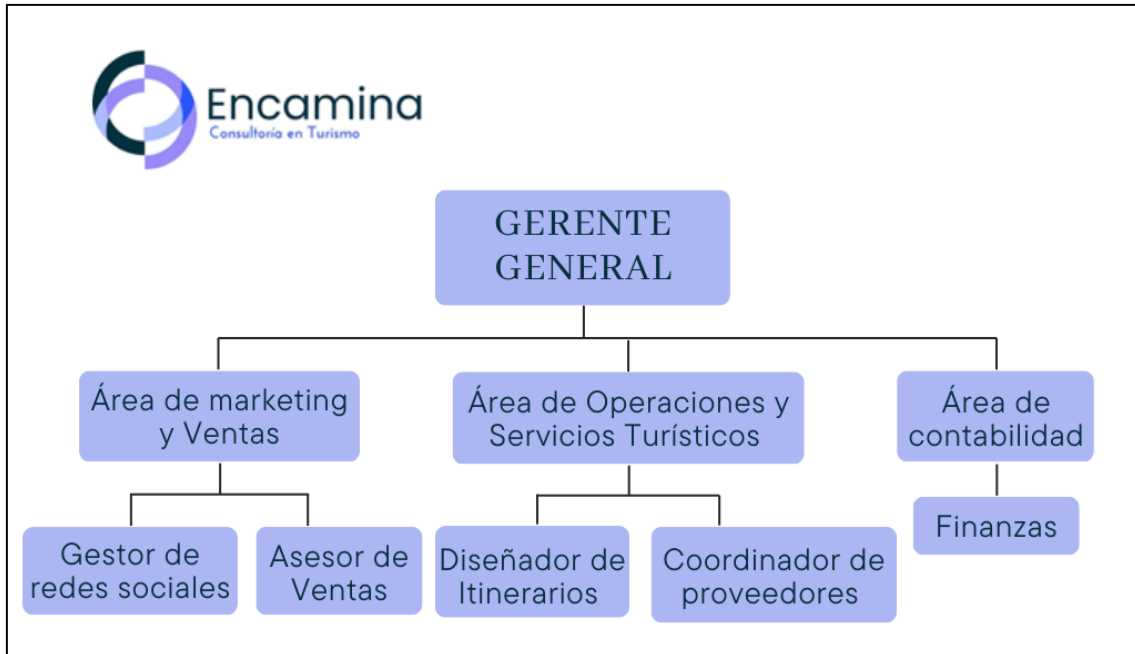 Encamina
Consultoría en Turismo
GERENTE
GENERAL
Área de marketing
y Ventas
Área de Operaciones y
Servicios Turísticos
Área de
contabilidad
Gestor de
redes sociales
Asesor de
Ventas
Diseñador de
Itinerarios
Coordinador de
proveedores
Finanzas